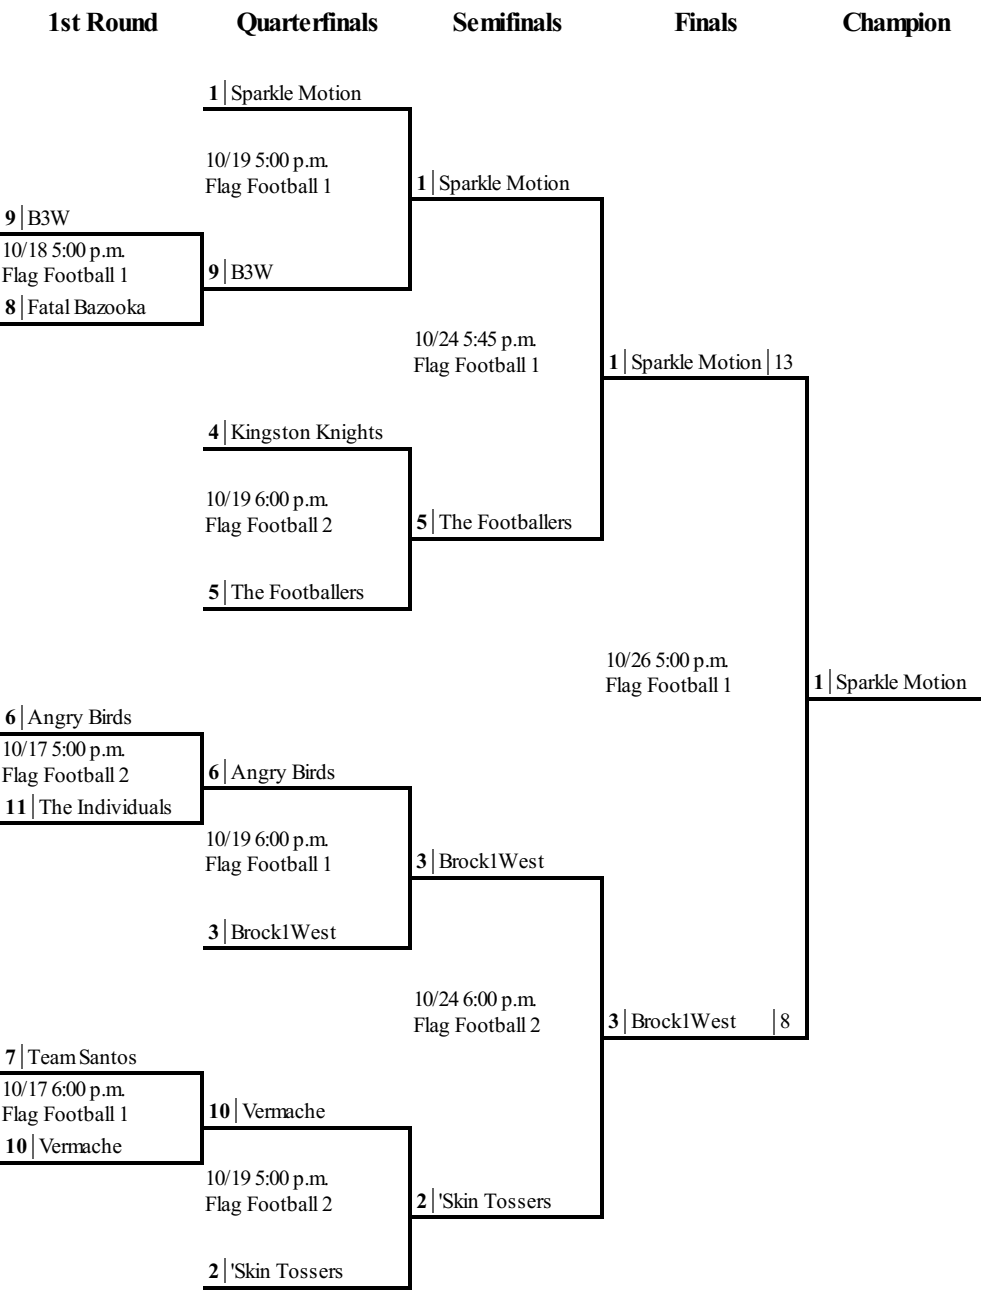 1st Round Quarterfinals Semifinals Finals Champion
1 Sparkle Motion
10/19 5:00 p.m.
Flag Football 1
1 Sparkle Motion
9 B3W
10/18 5:00 p.m.
Flag Football 1
9 B3W
8 Fatal Bazooka
10/24 5:45 p.m.
Flag Football 1
1 Sparkle Motion 13
4 Kingston Knights
10/19 6:00 p.m.
Flag Football 2
5 The Footballers
5 The Footballers
10/26 5:00 p.m.
Flag Football 1
1 Sparkle Motion
6 Angry Birds
10/17 5:00 p.m.
Flag Football 2
6 Angry Birds
11 The Individuals
10/19 6:00 p.m.
Flag Football 1
3 Brock1West
3 Brock1West
10/24 6:00 p.m.
Flag Football 2
3 Brock1West 8
7 Team Santos
10/17 6:00 p.m.
Flag Football 1
10 Vermache
10 Vermache
10/19 5:00 p.m.
Flag Football 2
2 'Skin Tossers
2 'Skin Tossers